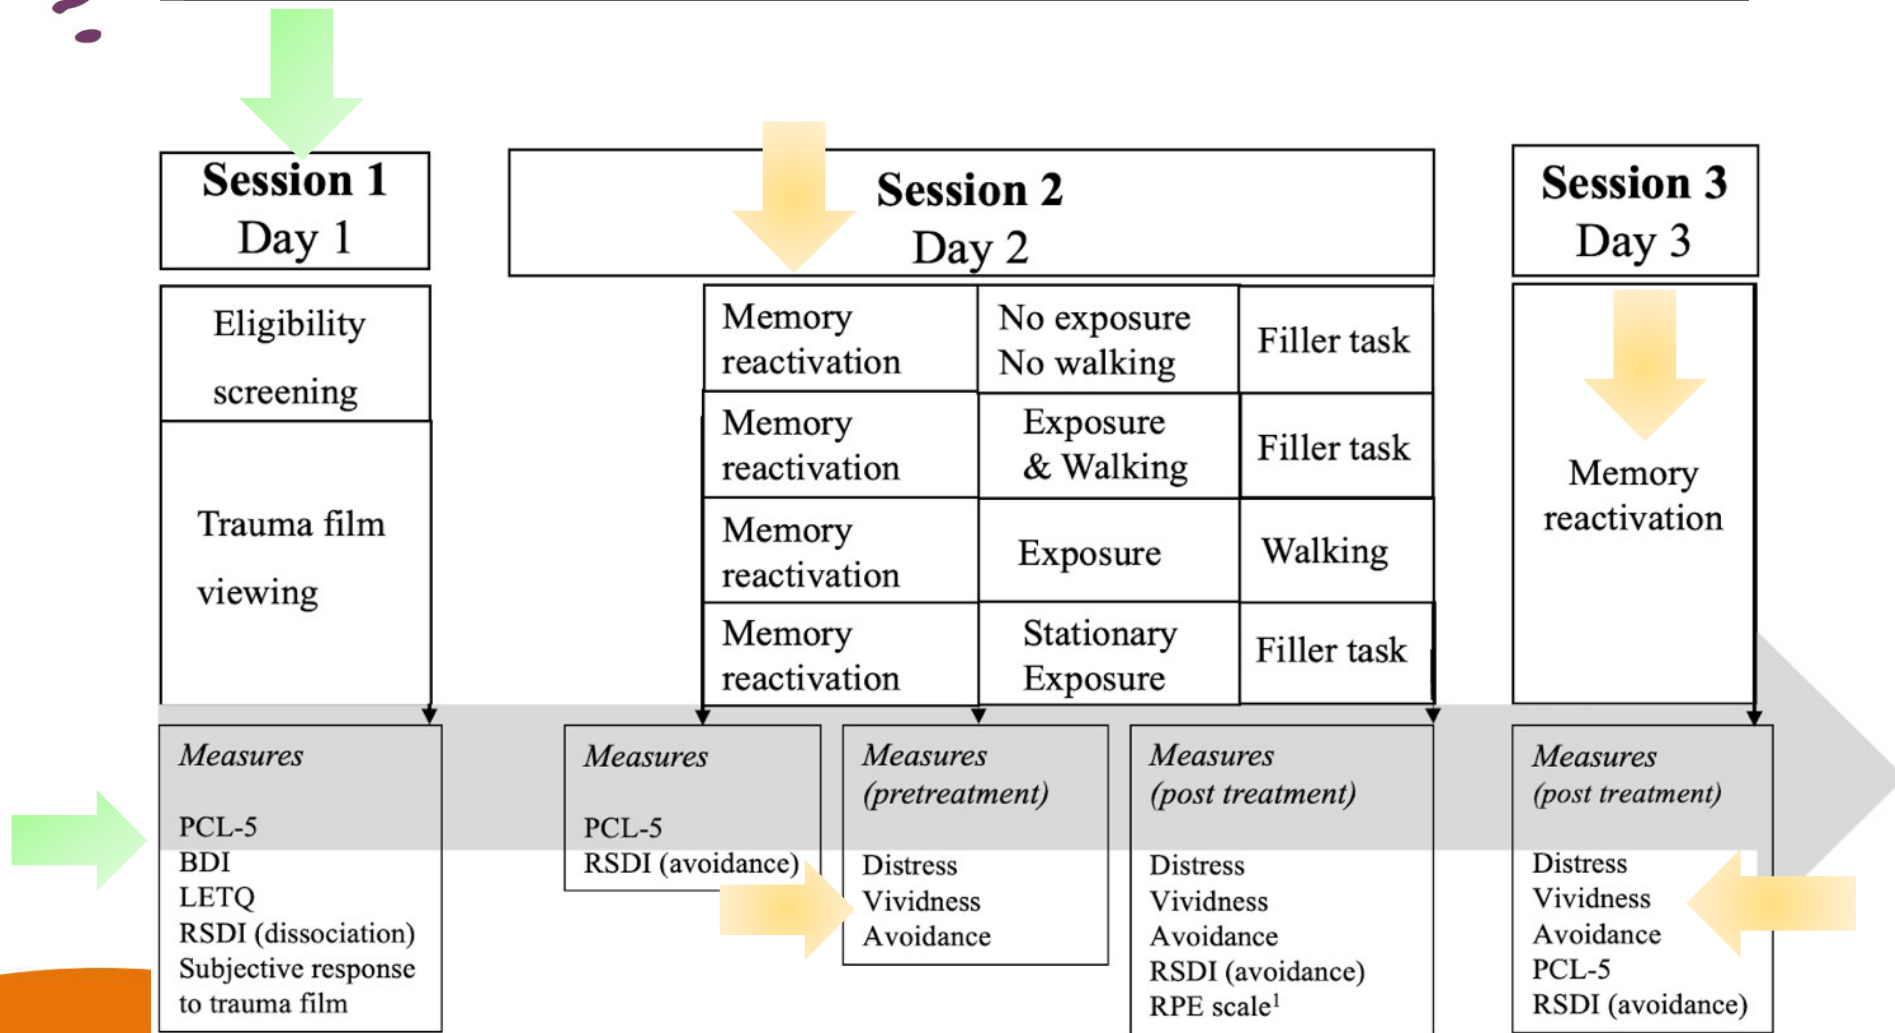 Session 1
Day 1
Session 2
Day 2
Session 3
Day 3
Eligibility
screening
Trauma film
viewing
Memory
reactivation
No exposure
No walking
Filler task
Memory
reactivation
Exposure
& Walking
Filler task
Memory
reactivation
Exposure
Walking
Memory
reactivation
Stationary
Exposure
Filler task
Memory
reactivation
Measures
PCL-5
BDI
LETQ
RSDI (dissociation)
Subjective response
to trauma film
Measures
PCL-5
RSDI (avoidance)
Measures
(pretreatment)
Distress
Vividness
Avoidance
Measures
(post treatment)
Distress
Vividness
Avoidance
RSDI (avoidance)
RPE scale¹
Measures
(post treatment)
Distress
Vividness
Avoidance
PCL-5
RSDI (avoidance)